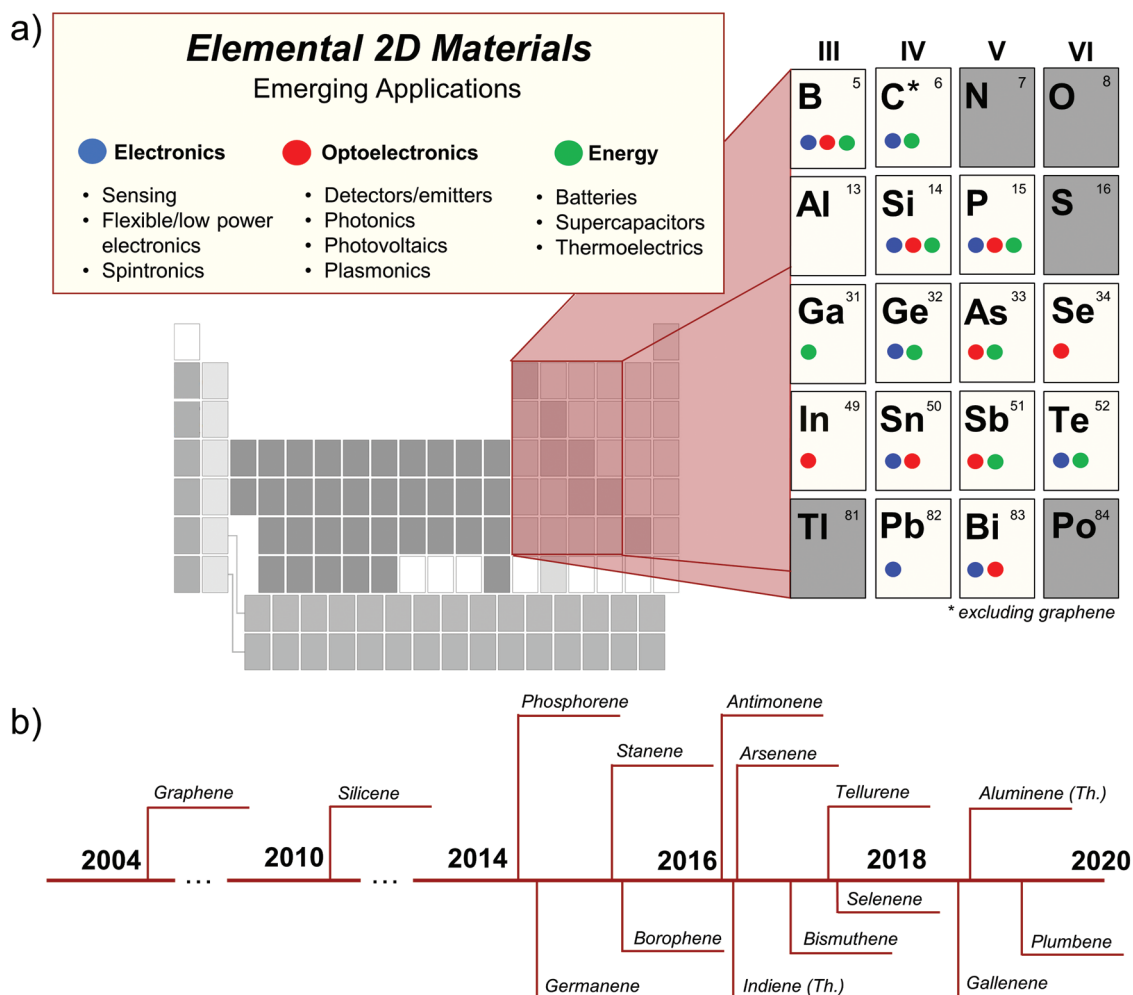 a)
Elemental 2D Materials
Emerging Applications
Electronics
• Sensing
• Flexible/low power
electronics
• Spintronics
Optoelectronics
• Detectors/emitters
• Photonics
• Photovoltaics
• Plasmonics
Energy
• Batteries
• Supercapacitors
• Thermoelectrics
III IV V VI
B 5 C* 6 N 7 O 8
Al 13 Si 14 P 15 S 16
Ga 31 Ge 32 As 33 Se 34
In 49 Sn 50 Sb 51 Te 52
Tl 81 Pb 82 Bi 83 Po 84
* excluding graphene
b)
Phosphorene Antimonene
Stanene Arsenene
Graphene Silicene Tellurene Aluminene (Th.)
2004 2010 2014 2016 2018 2020
... ...
Selenene
Borophene Bismuthene Plumbene
Germanene Indiene (Th.) Gallenene